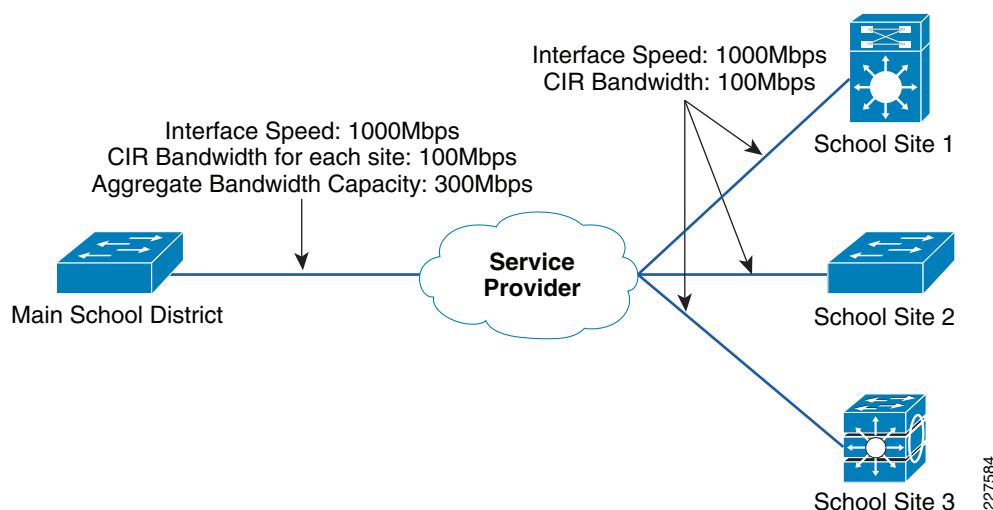 Interface Speed: 1000Mbps
CIR Bandwidth: 100Mbps
School Site 1
Interface Speed: 1000Mbps
CIR Bandwidth for each site: 100Mbps
Aggregate Bandwidth Capacity: 300Mbps
Service
Provider
Main School District
School Site 2
School Site 3
227584